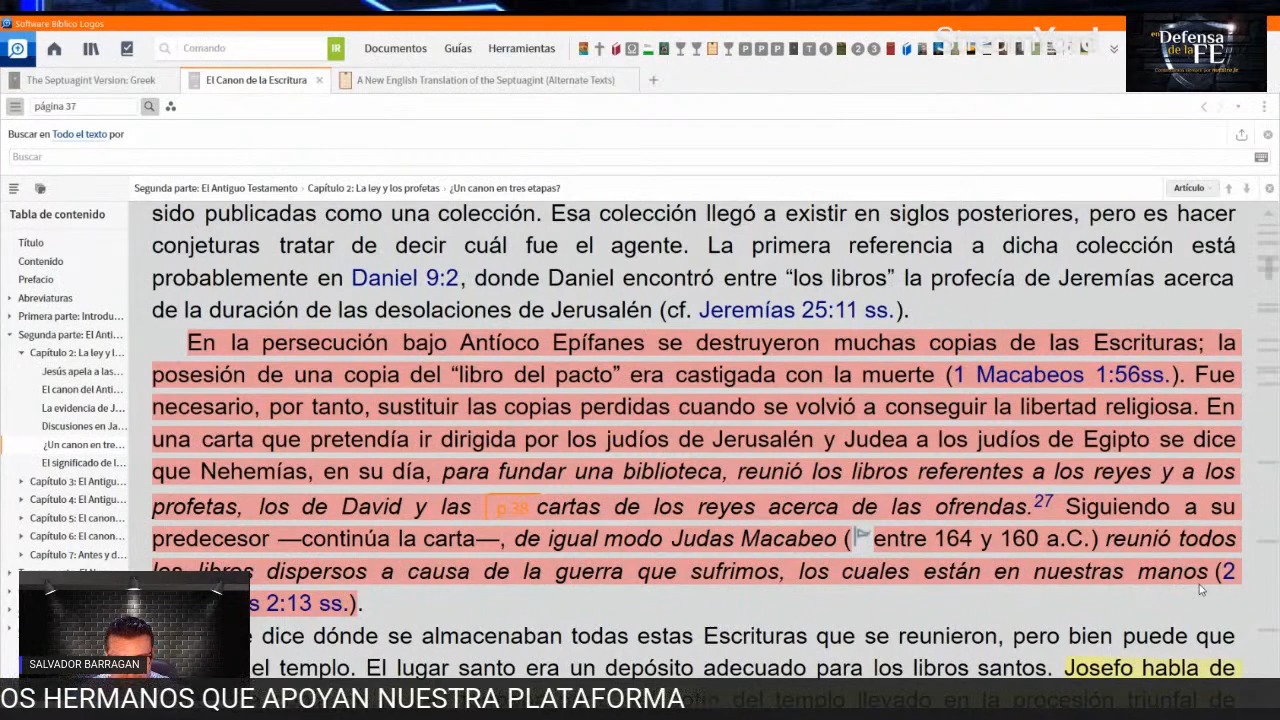 Software Bíblico Logos
Comando
IR
Documentos
Guías
Herramientas
en Defensa
de la
FE
The Septuagint Version: Greek
El Canon de la Escritura
A New English Translation of the Septuagint (Alternate Texts)
página 37
Buscar en Todo el texto por
Buscar
Segunda parte: El Antiguo Testamento › Capítulo 2: La ley y los profetas › ¿Un canon en tres etapas?
Artículo
Tabla de contenido
Título
Contenido
Prefacio
Abreviaturas
Primera parte: Introdu...
Segunda parte: El Anti...
Capítulo 2: La ley y l...
Jesús apela a las...
El canon del Anti...
La evidencia de J...
Discusiones en Ja...
¿Un canon en tre...
El significado de l...
Capítulo 3: El Antigu...
Capítulo 4: El Antigu...
Capítulo 5: El canon...
Capítulo 6: El canon...
Capítulo 7: Antes y d...
sido publicadas como una colección. Esa colección llegó a existir en siglos posteriores, pero es hacer
conjeturas tratar de decir cuál fue el agente. La primera referencia a dicha colección está
probablemente en Daniel 9:2, donde Daniel encontró entre “los libros” la profecía de Jeremías acerca
de la duración de las desolaciones de Jerusalén (cf. Jeremías 25:11 ss.).
En la persecución bajo Antíoco Epífanes se destruyeron muchas copias de las Escrituras; la
posesión de una copia del “libro del pacto” era castigada con la muerte (1 Macabeos 1:56ss.). Fue
necesario, por tanto, sustituir las copias perdidas cuando se volvió a conseguir la libertad religiosa. En
una carta que pretendía ir dirigida por los judíos de Jerusalén y Judea a los judíos de Egipto se dice
que Nehemías, en su día, para fundar una biblioteca, reunió los libros referentes a los reyes y a los
profetas, los de David y las p 38 cartas de los reyes acerca de las ofrendas.27 Siguiendo a su
predecesor —continúa la carta—, de igual modo Judas Macabeo (entre 164 y 160 a.C.) reunió todos
los libros dispersos a causa de la guerra que sufrimos, los cuales están en nuestras manos (2
s 2:13 ss.).
dice dónde se almacenaban todas estas Escrituras que se reunieron, pero bien puede que
el templo. El lugar santo era un depósito adecuado para los libros santos. Josefo habla de
del templo llevado en la procesión triunfal de
SALVADOR BARRAGAN
OS HERMANOS QUE APOYAN NUESTRA PLATAFORMA